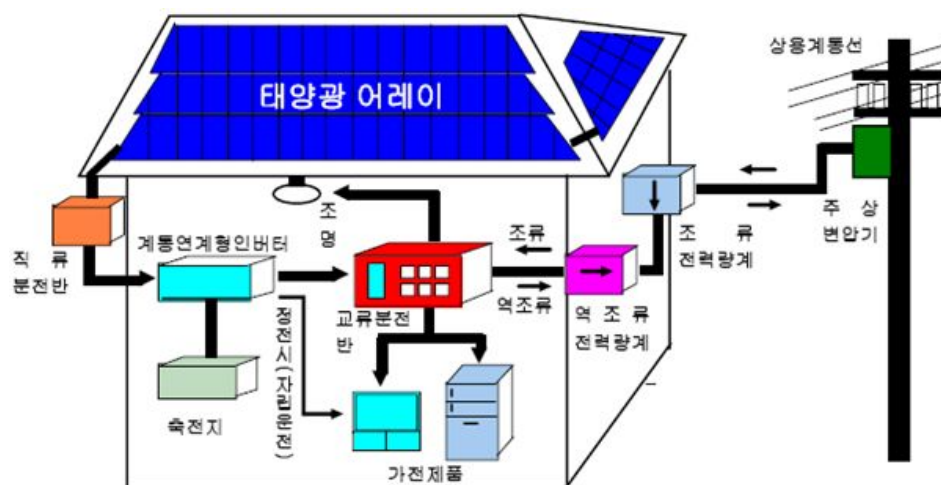 상용계통선
태양광 어레이
조
명
주 상
변압기
직 류
분전반
계통연계형인버터
조류
역조류
조 류
전력량계
교류분전
반
역 조 류
전력량계
정전시(자립운전)
축전지
가전제품